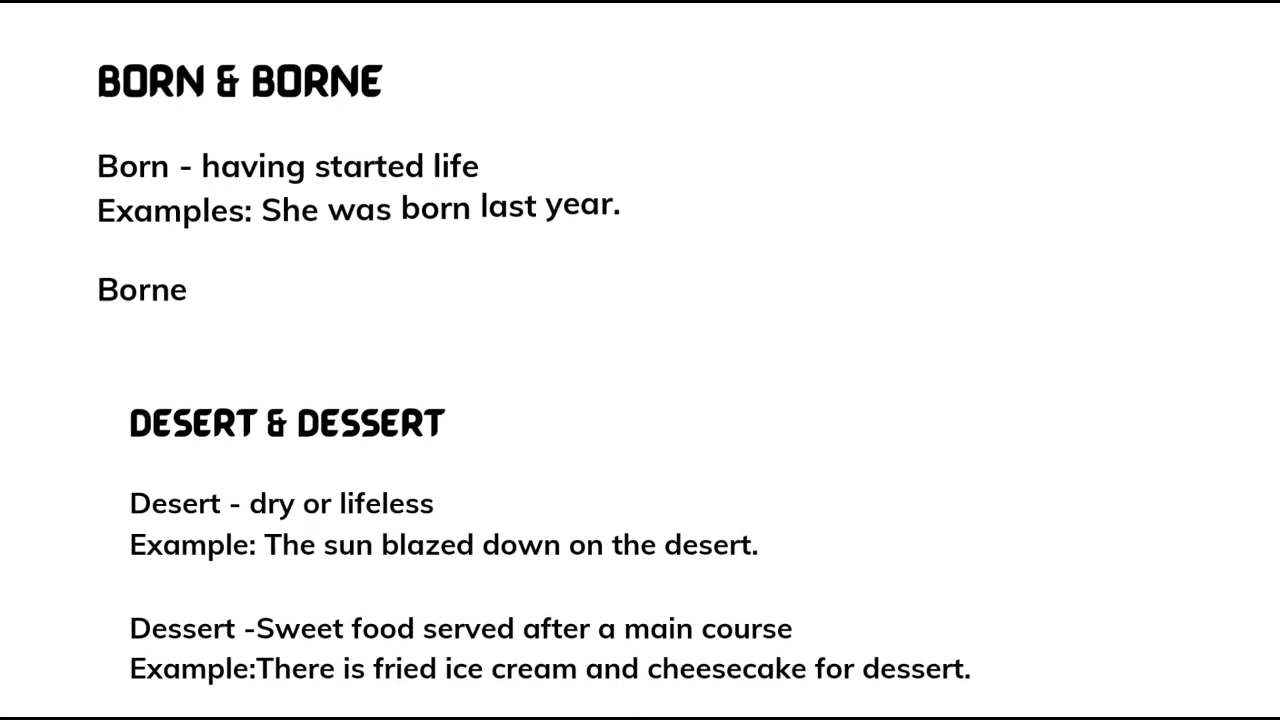 BORN & BORNE
Born - having started life
Examples: She was born last year.
Borne
DESERT & DESSERT
Desert - dry or lifeless
Example: The sun blazed down on the desert.
Dessert -Sweet food served after a main course
Example:There is fried ice cream and cheesecake for dessert.